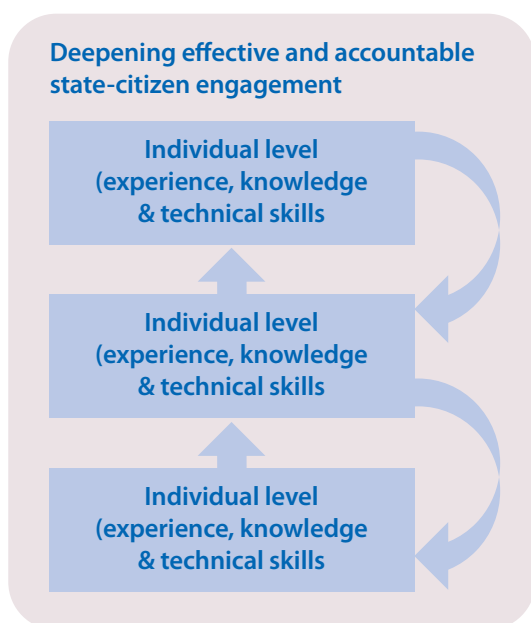 Deepening effective and accountable
state-citizen engagement
Individual level
(experience, knowledge
& technical skills
Individual level
(experience, knowledge
& technical skills
Individual level
(experience, knowledge
& technical skills